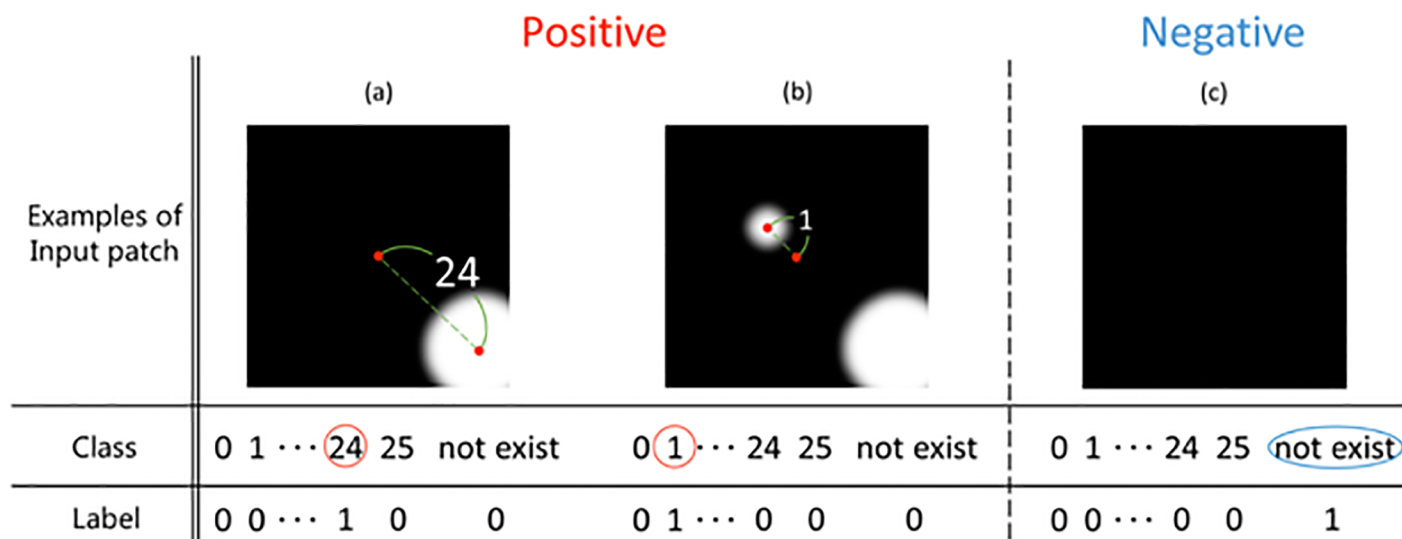 Positive Negative
(a) (b) (c)
Examples of
Input patch
24
1
Class 0 1 ··· 24 25 not exist 0 1 ··· 24 25 not exist 0 1 ··· 24 25 not exist
Label 0 0 ··· 1 0 0 0 1 ··· 0 0 0 0 0 ··· 0 0 1